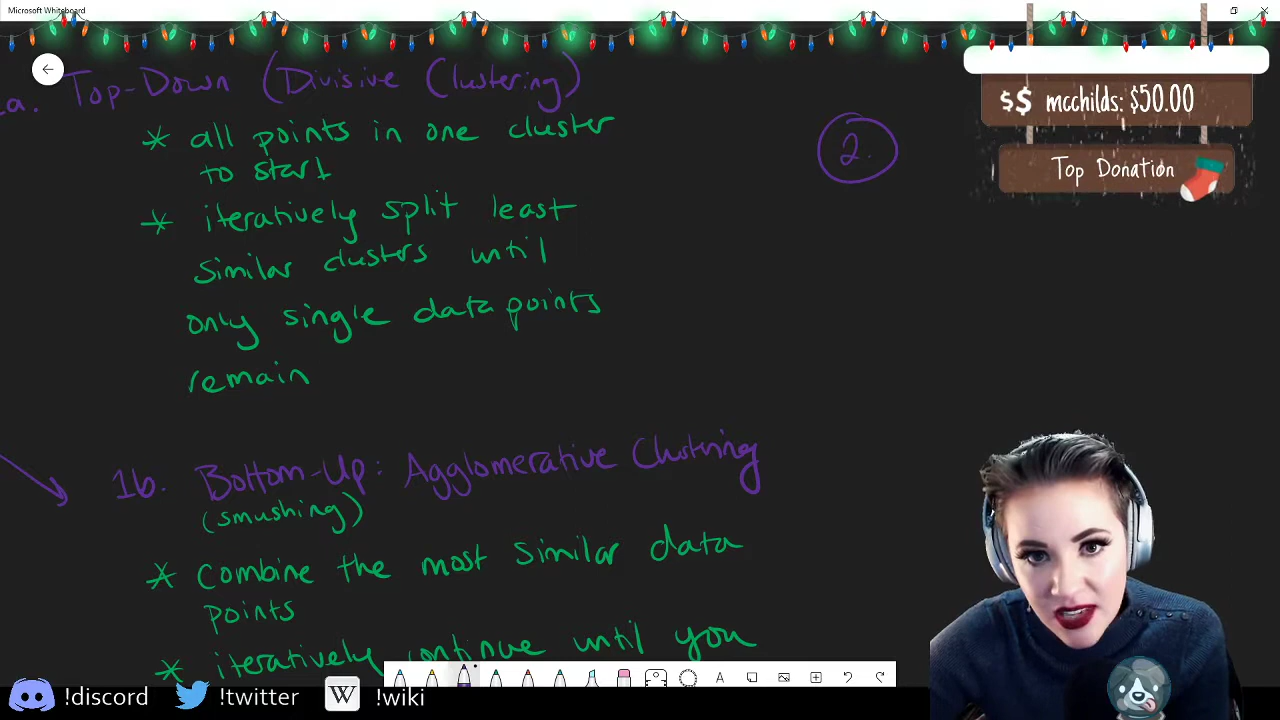 Microsoft Whiteboard
a. Top-Down (Divisive Clustering)
* all points in one cluster
to start
* iteratively split least
similar clusters until
only single datapoints
remain
2.
$$ mcchilds: $50.00
Top Donation
1b. Bottom-Up: Agglomerative Clustering
(smushing)
* Combine the most similar data
points
* iteratively continue until you
!discord
!twitter
W !wiki